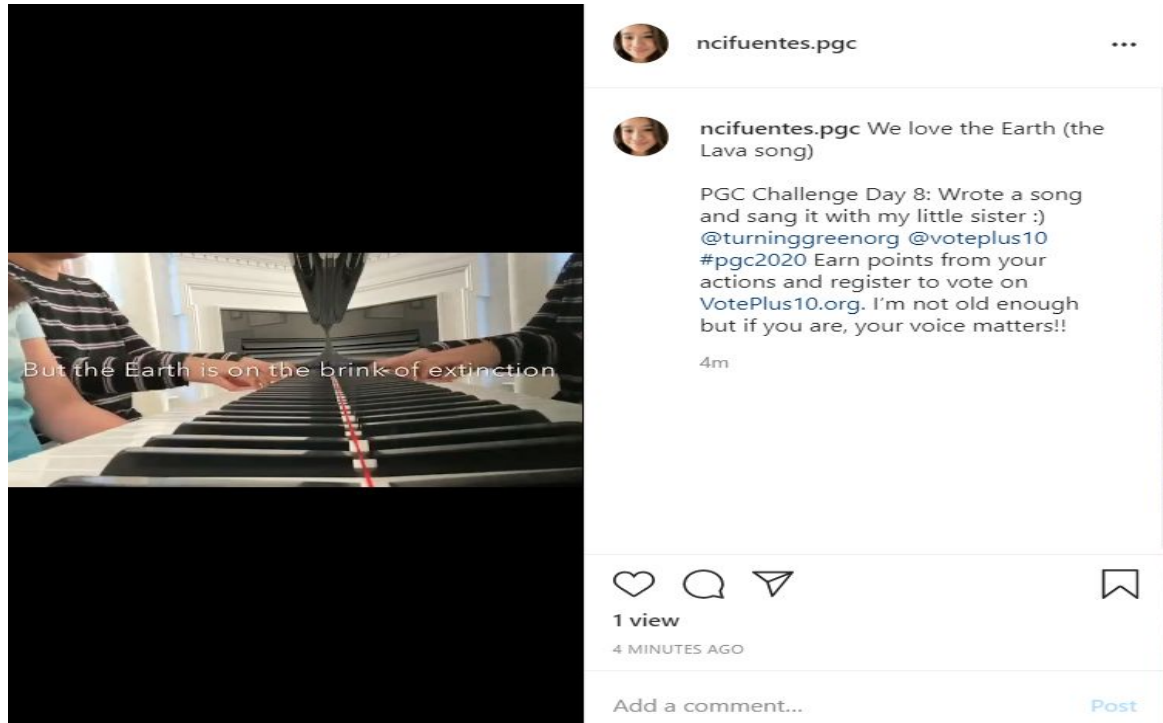 But the Earth is on the brink of extinction
ncifuentes.pgc
ncifuentes.pgc We love the Earth (the
Lava song)
PGC Challenge Day 8: Wrote a song
and sang it with my little sister :)
@turninggreenorg @voteplus10
#pgc2020 Earn points from your
actions and register to vote on
VotePlus10.org. I'm not old enough
but if you are, your voice matters!!
4m
1 view
4 MINUTES AGO
Add a comment...
Post